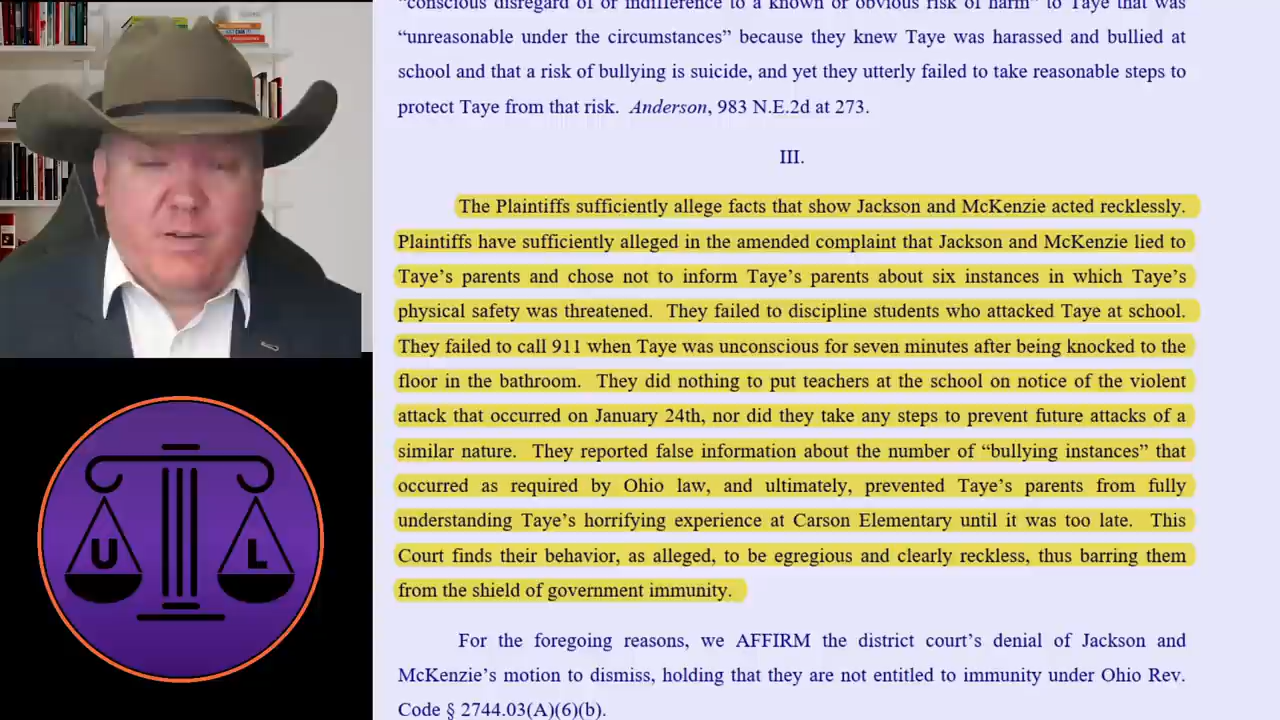 “conscious disregard of or indifference to a known or obvious risk of harm” to Taye that was
“unreasonable under the circumstances” because they knew Taye was harassed and bullied at
school and that a risk of bullying is suicide, and yet they utterly failed to take reasonable steps to
protect Taye from that risk.  Anderson, 983 N.E.2d at 273.
III.
The Plaintiffs sufficiently allege facts that show Jackson and McKenzie acted recklessly.
Plaintiffs have sufficiently alleged in the amended complaint that Jackson and McKenzie lied to
Taye’s parents and chose not to inform Taye’s parents about six instances in which Taye’s
physical safety was threatened.  They failed to discipline students who attacked Taye at school.
They failed to call 911 when Taye was unconscious for seven minutes after being knocked to the
floor in the bathroom.  They did nothing to put teachers at the school on notice of the violent
attack that occurred on January 24th, nor did they take any steps to prevent future attacks of a
similar nature.  They reported false information about the number of “bullying instances” that
occurred as required by Ohio law, and ultimately, prevented Taye’s parents from fully
understanding Taye’s horrifying experience at Carson Elementary until it was too late.  This
Court finds their behavior, as alleged, to be egregious and clearly reckless, thus barring them
from the shield of government immunity.
For the foregoing reasons, we AFFIRM the district court’s denial of Jackson and
McKenzie’s motion to dismiss, holding that they are not entitled to immunity under Ohio Rev.
Code § 2744.03(A)(6)(b).
U L